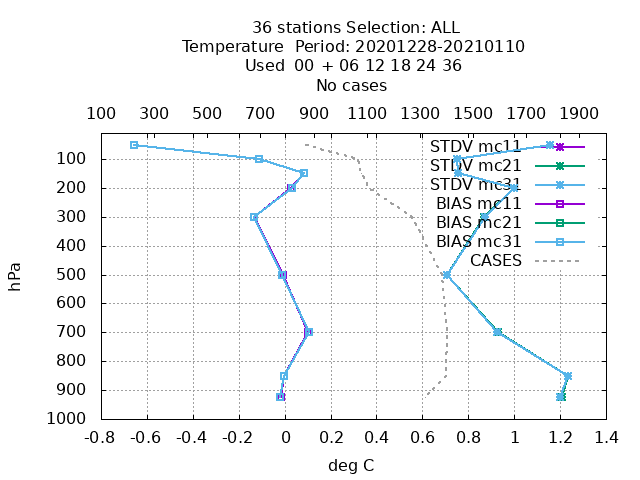 36 stations Selection: ALL
Temperature Period: 20201228-20210110
Used 00 + 06 12 18 24 36
No cases
100 300 500 700 900 1100 1300 1500 1700 1900
STDV mc11
STDV mc21
STDV mc31
BIAS mc11
BIAS mc21
BIAS mc31
CASES
100
200
300
400
500
600
700
800
900
1000
hPa
-0.8 -0.6 -0.4 -0.2 0 0.2 0.4 0.6 0.8 1 1.2 1.4
deg C